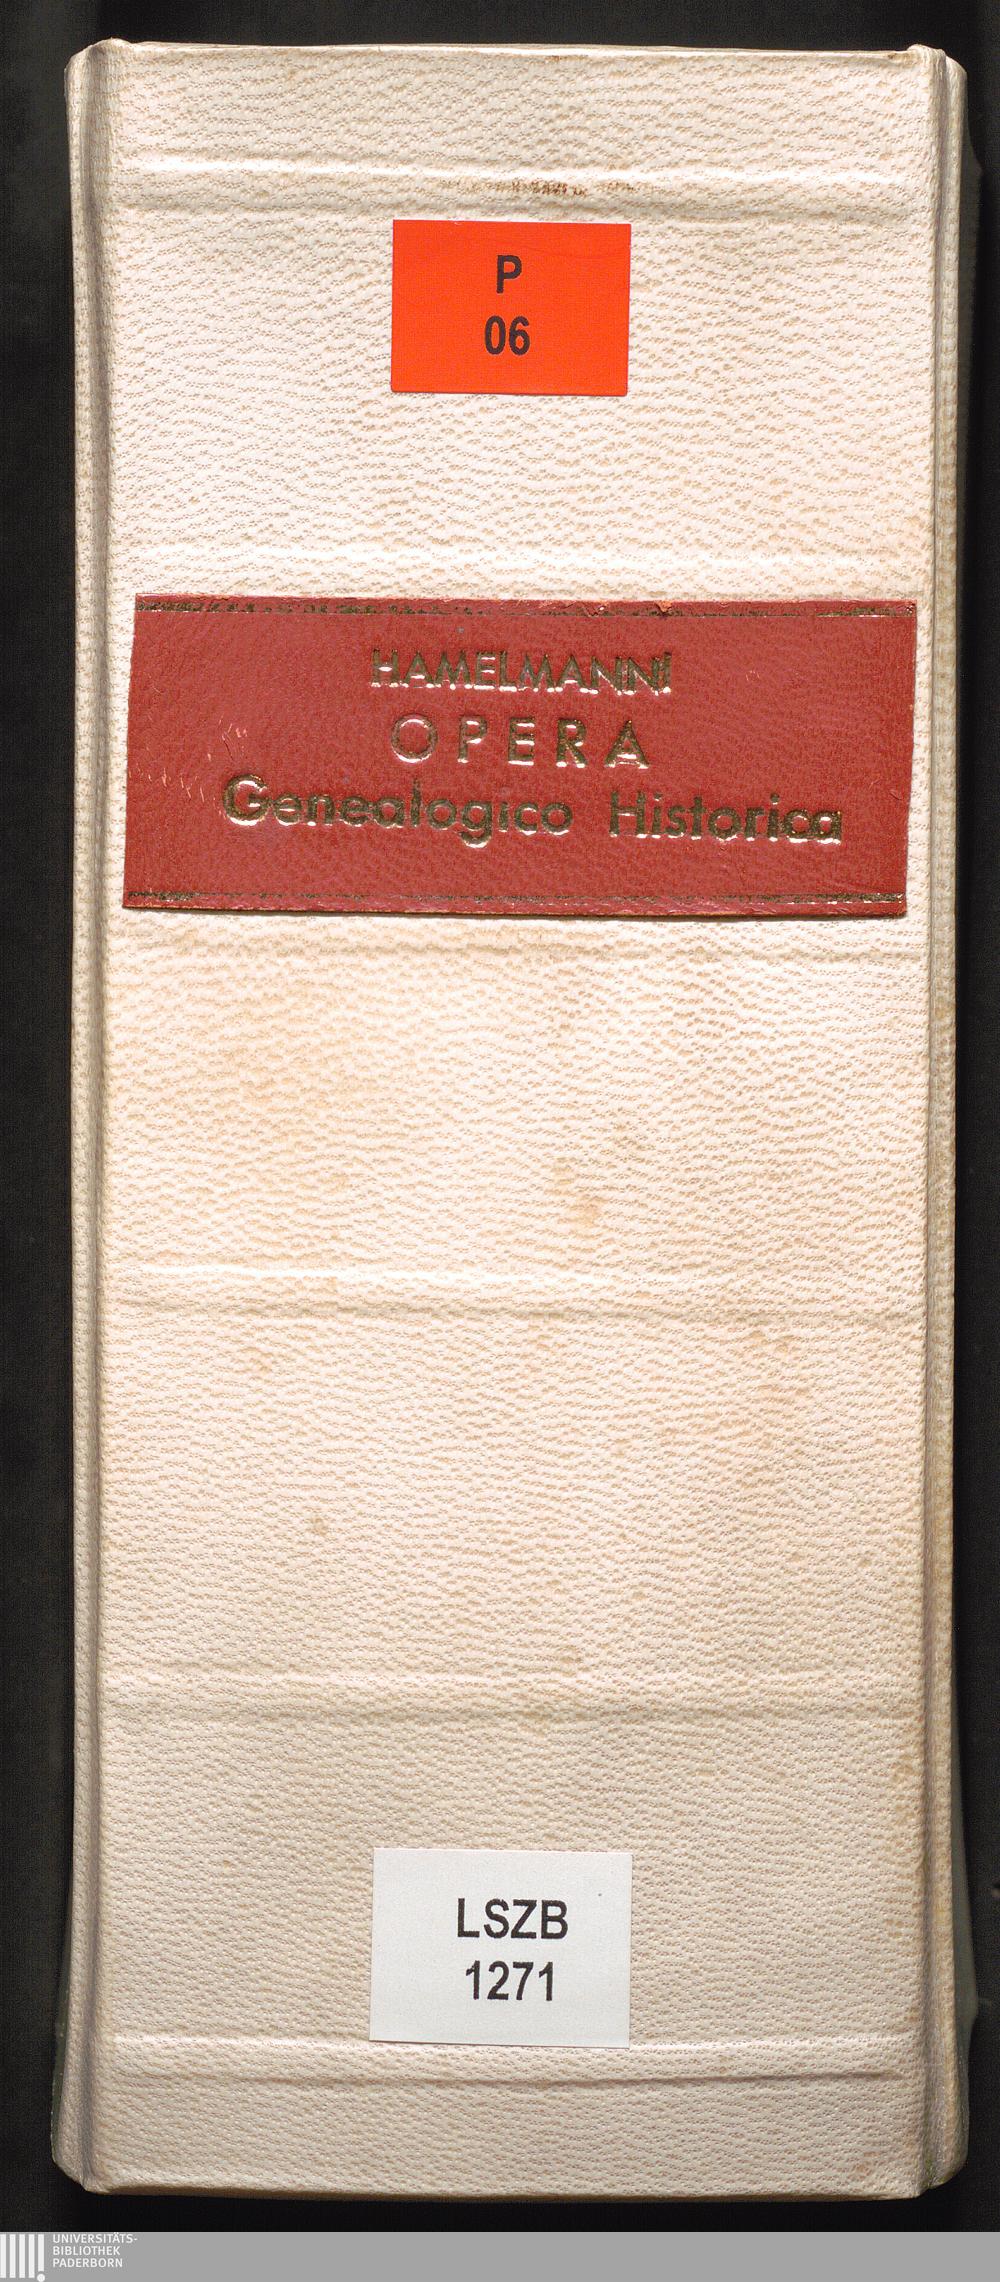 P
06
HAMELMANNI
OPERA
Genealogico Historica
LSZB
1271
UNIVERSITÄTS-
BIBLIOTHEK
PADERBORN